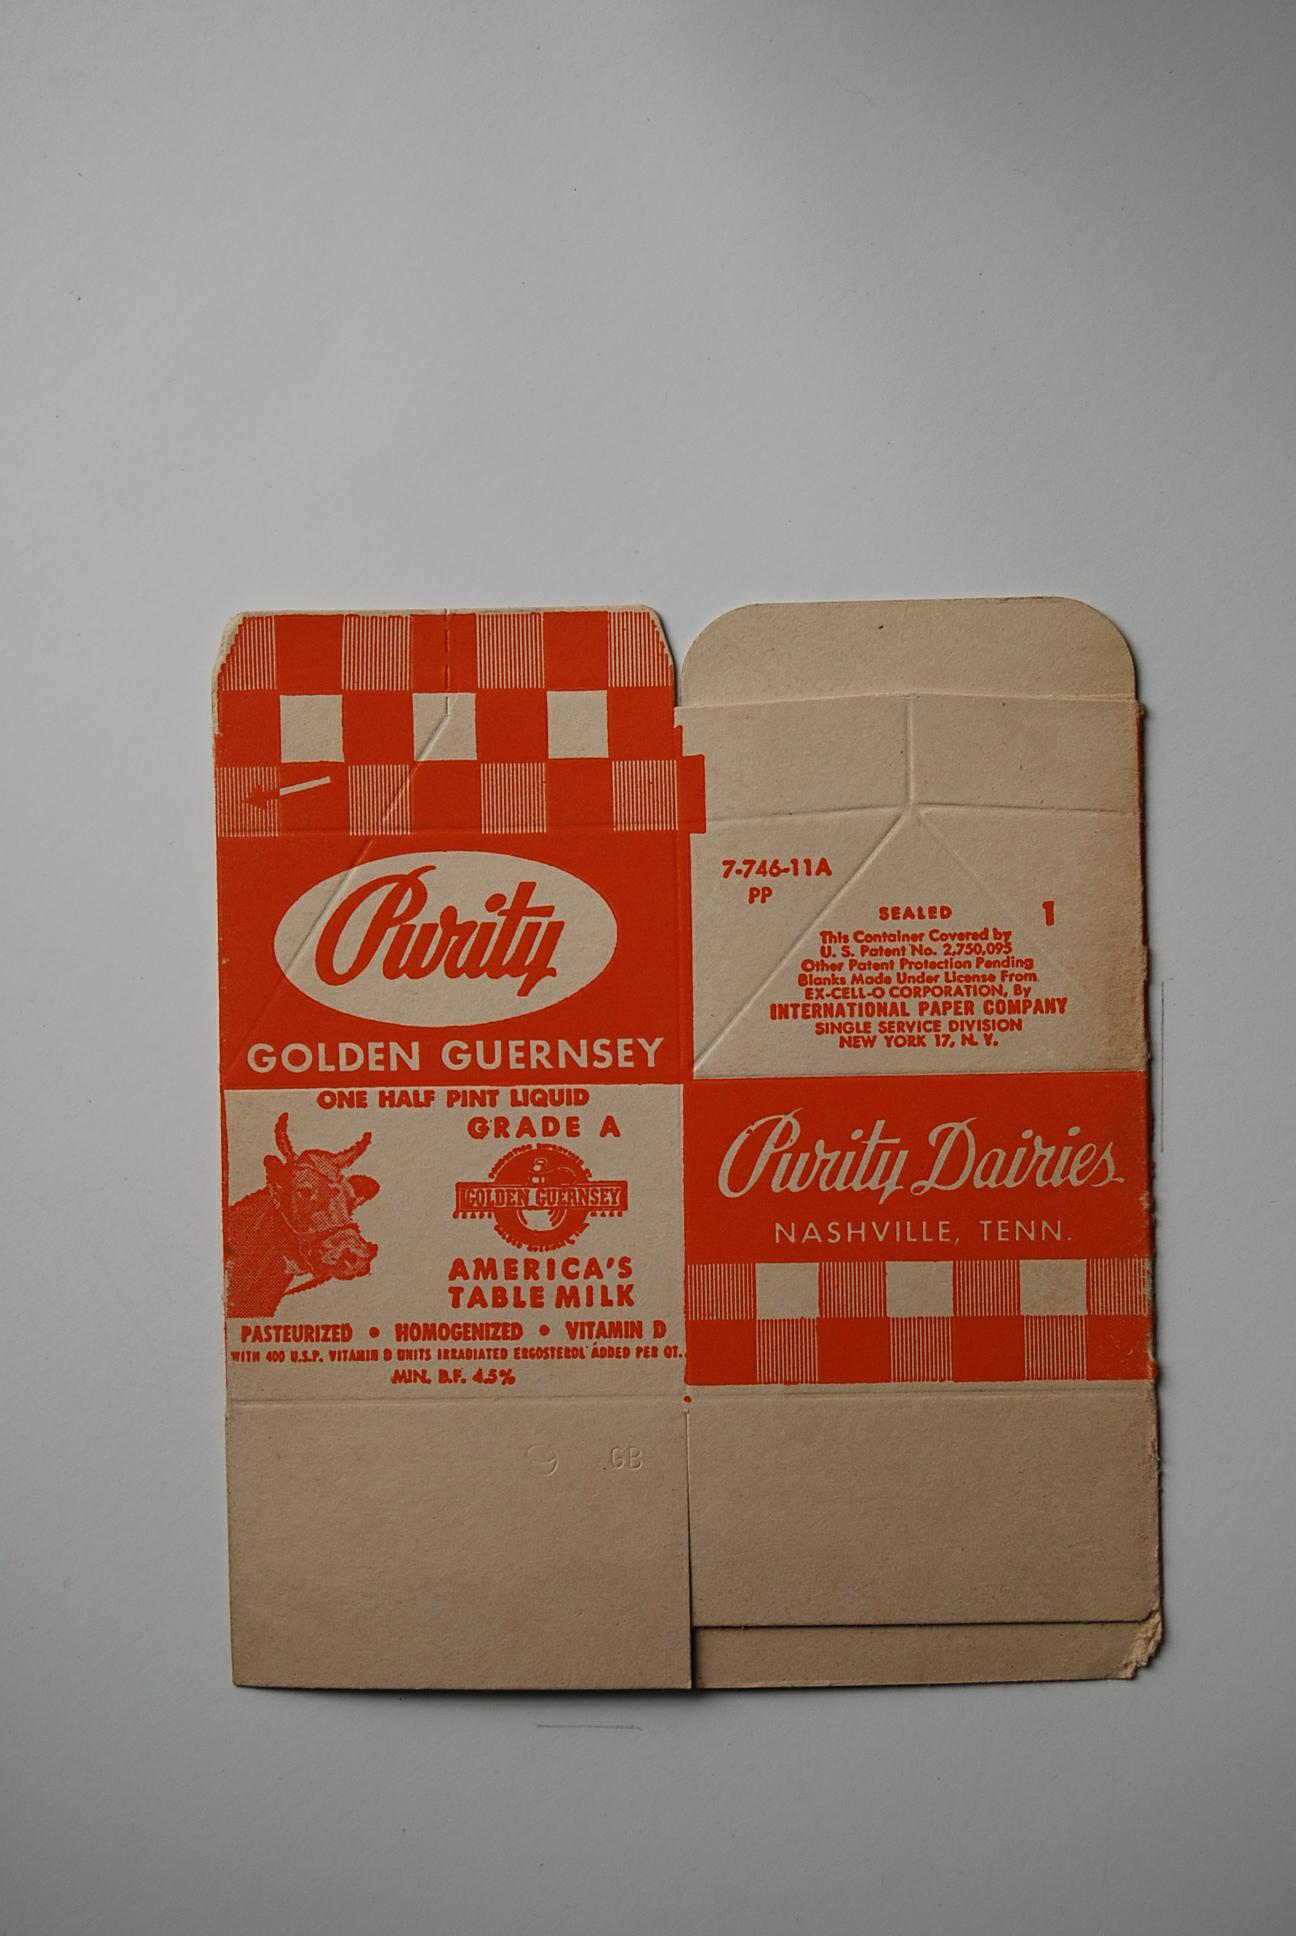 Purity
GOLDEN GUERNSEY
ONE HALF PINT LIQUID
GRADE A
GOLDEN GUERNSEY
AMERICA'S
TABLE MILK
PASTEURIZED • HOMOGENIZED • VITAMIN D
WITH 400 U.S.P. VITAMIN D UNITS IRRADIATED ERGOSTEROL ADDED PER QT.
MIN. B.F. 4.5%
9 GB
7-746-11A
PP
1
SEALED
This Container Covered by
U. S. Patent No. 2,750,095
Other Patent Protection Pending
Blanks Made Under License From
EX-CELL-O CORPORATION, By
INTERNATIONAL PAPER COMPANY
SINGLE SERVICE DIVISION
NEW YORK 17, N. Y.
Purity Dairies
NASHVILLE, TENN.